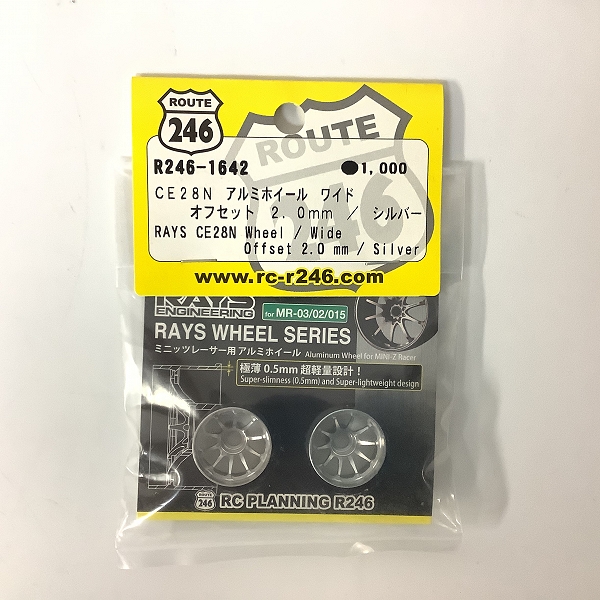 ROUTE
246
ROUTE
246
R246-1642 ●1,000
CE28N アルミホイール ワイド
オフセット 2.0mm / シルバー
RAYS CE28N Wheel / Wide
Offset 2.0 mm / Silver
www.rc-r246.com
RAYS
ENGINEERING
for MR-03/02/015
RAYS WHEEL SERIES
ミニッツレーサー用アルミホイール Aluminum Wheel for MINI-Z Racer
極薄0.5mm超軽量設計!
Super-slimness (0.5mm) and Super-lightweight design
ROUTE
246
RC PLANNING R246